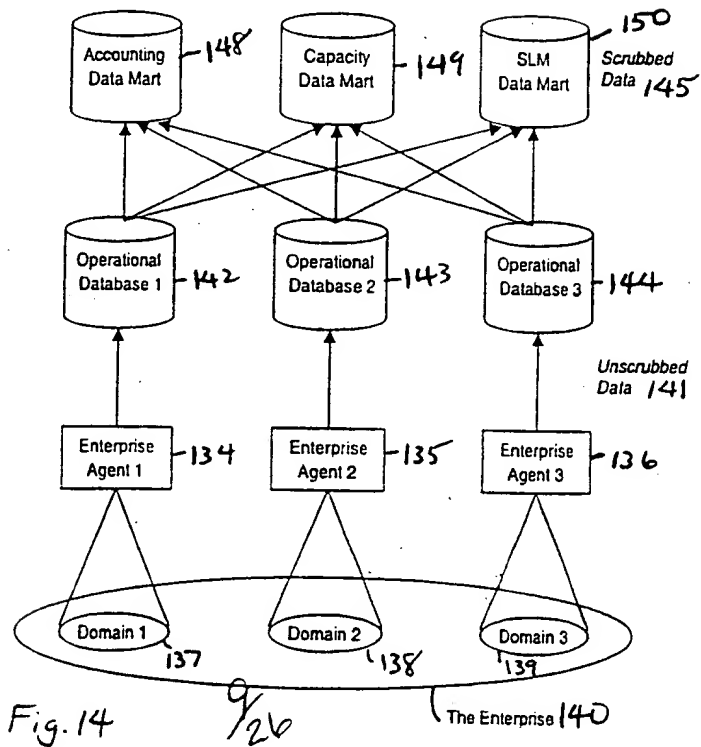 Accounting
Data Mart
148
Capacity
Data Mart
149
SLM
Data Mart
150
Scrubbed
Data 145
Operational
Database 1
142
Operational
Database 2
143
Operational
Database 3
144
Unscrubbed
Data 141
Enterprise
Agent 1
134
Enterprise
Agent 2
135
Enterprise
Agent 3
136
Domain 1
137
Domain 2
138
Domain 3
139
Fig. 14
9/26
The Enterprise 140